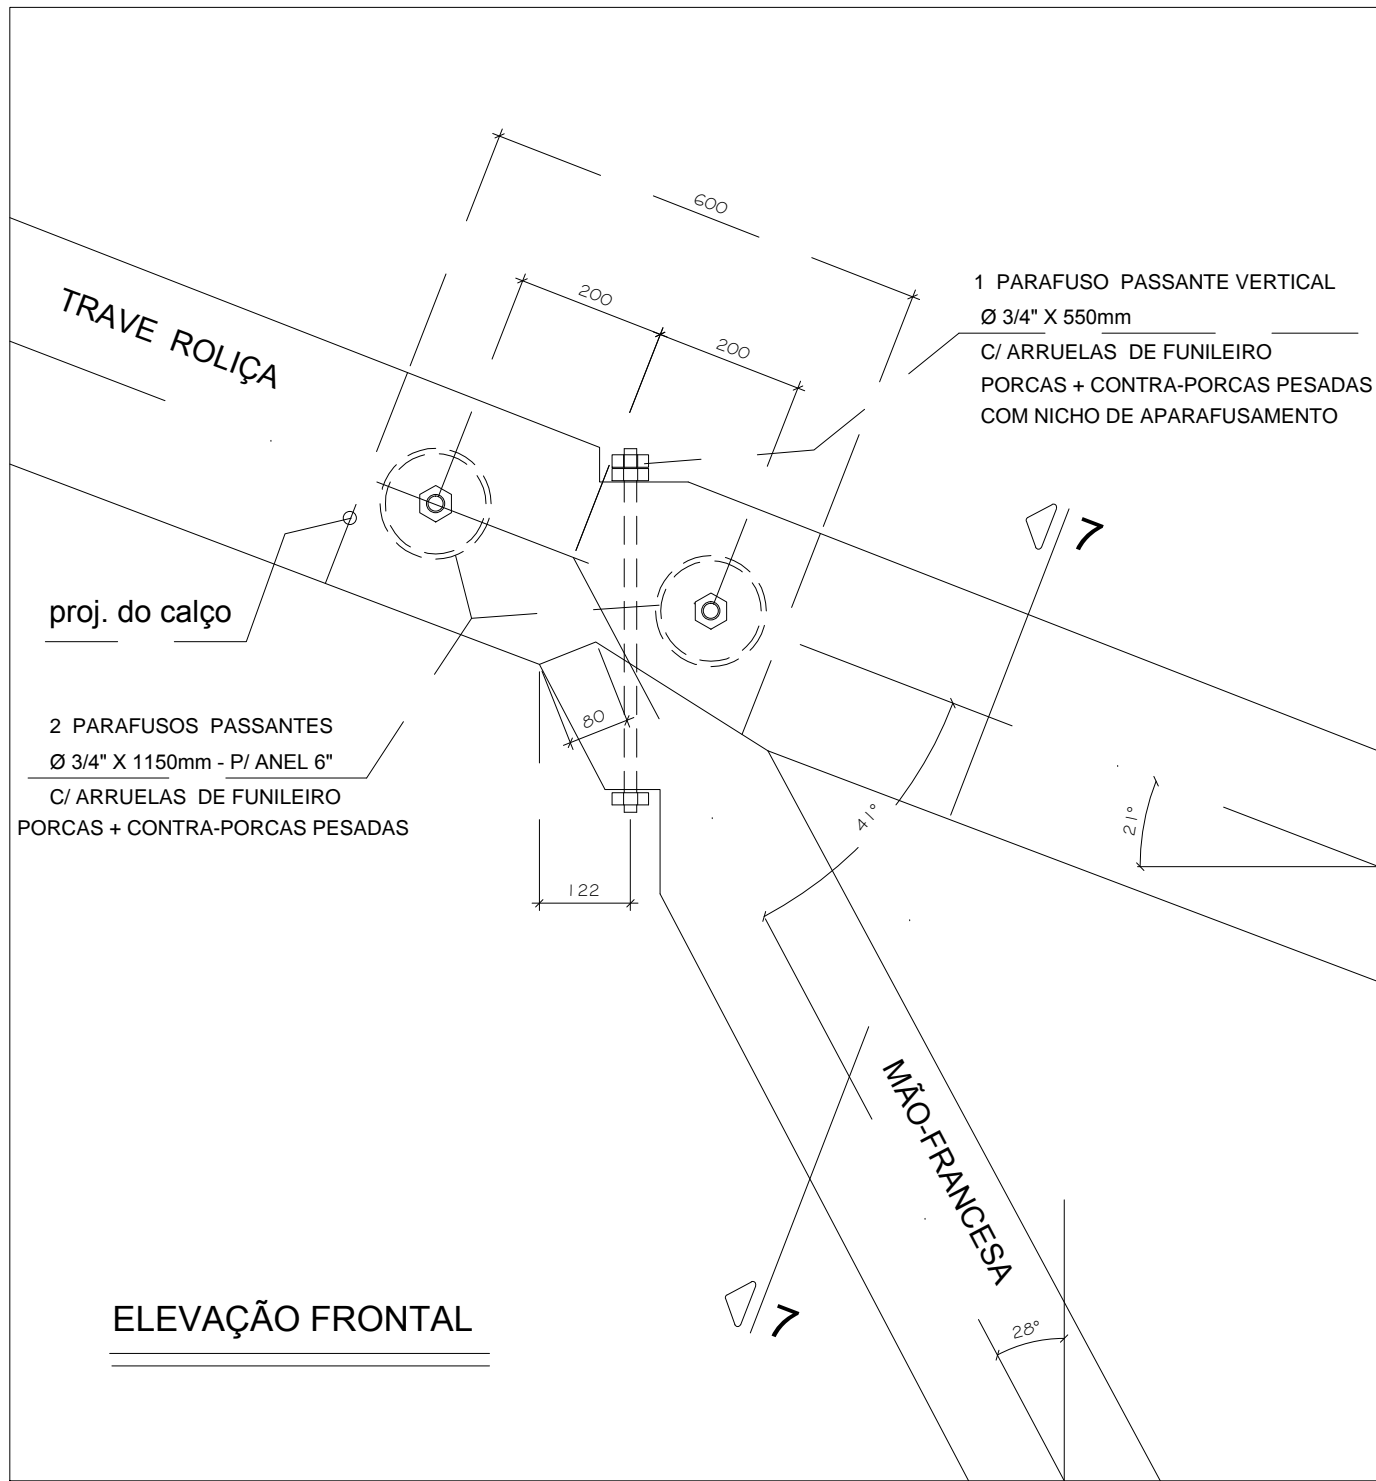 600
200
200
1 PARAFUSO PASSANTE VERTICAL
Ø 3/4" X 550mm
C/ ARRUELAS DE FUNILEIRO
PORCAS + CONTRA-PORCAS PESADAS
COM NICHO DE APARAFUSAMENTO
TRAVE ROLIÇA
7
proj. do calço
2 PARAFUSOS PASSANTES
Ø 3/4" X 1150mm - P/ ANEL 6"
C/ ARRUELAS DE FUNILEIRO
PORCAS + CONTRA-PORCAS PESADAS
80
122
41°
21°
MÃO-FRANCESA
7
28°
ELEVAÇÃO FRONTAL